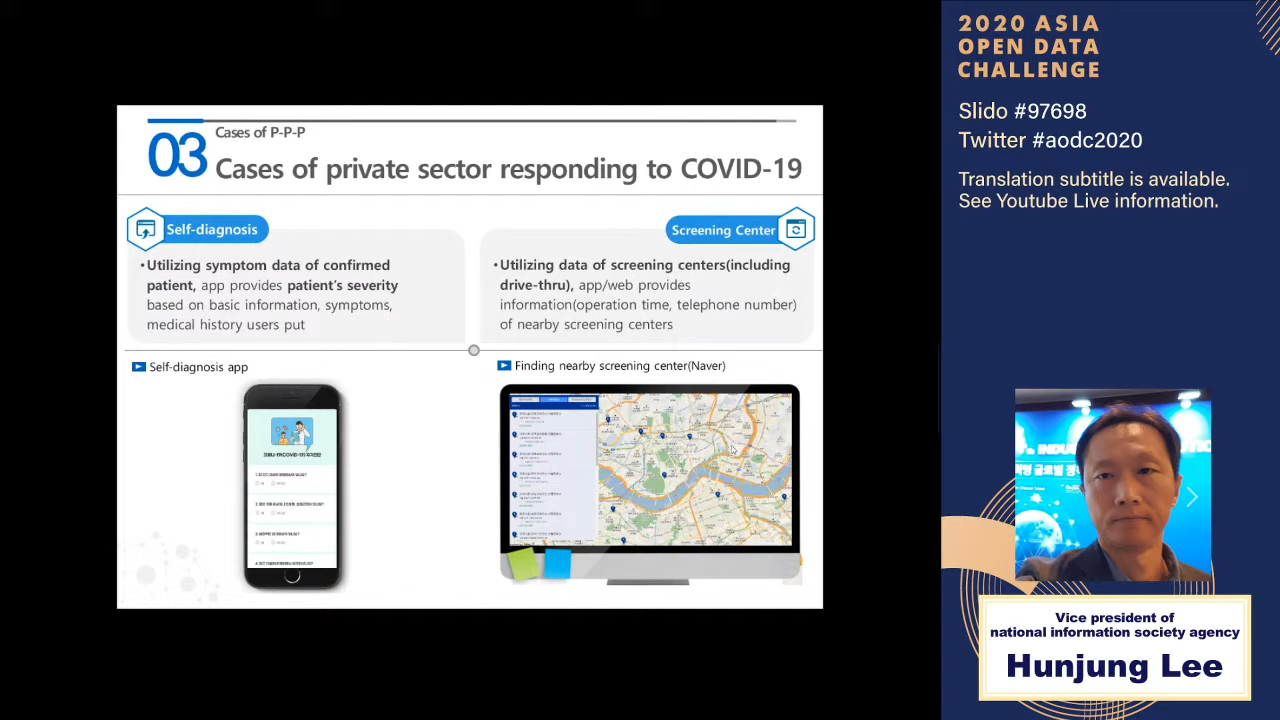 Cases of P-P-P
03
Cases of private sector responding to COVID-19
Self-diagnosis
•Utilizing symptom data of confirmed
patient, app provides patient's severity
based on basic information, symptoms,
medical history users put
Screening Center
•Utilizing data of screening centers(including
drive-thru), app/web provides
information(operation time, telephone number)
of nearby screening centers
Self-diagnosis app
Finding nearby screening center(Naver)
2020 ASIA
OPEN DATA
CHALLENGE
Slido #97698
Twitter #aodc2020
Translation subtitle is available.
See Youtube Live information.
Vice president of
national information society agency
Hunjung Lee